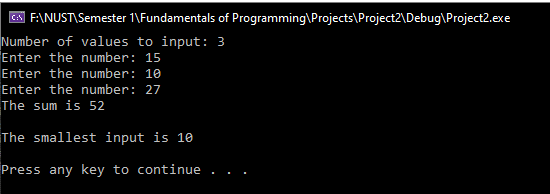 F:\NUST\Semester 1\Fundamentals of Programming\Projects\Project2\Debug\Project2.exe
Number of values to input: 3
Enter the number: 15
Enter the number: 10
Enter the number: 27
The sum is 52
The smallest input is 10
Press any key to continue . . .